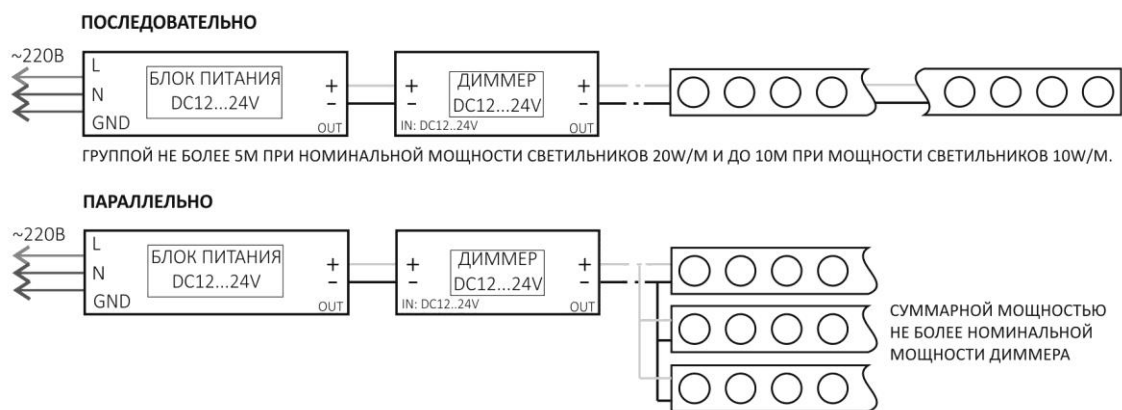 ПОСЛЕДОВАТЕЛЬНО
~220В
L
N
GND
БЛОК ПИТАНИЯ
DC12...24V
+
-
OUT
+
-
IN: DC12..24V
ДИММЕР
DC12...24V
+
-
OUT
ГРУППОЙ НЕ БОЛЕЕ 5М ПРИ НОМИНАЛЬНОЙ МОЩНОСТИ СВЕТИЛЬНИКОВ 20W/М И ДО 10М ПРИ МОЩНОСТИ СВЕТИЛЬНИКОВ 10W/М.
ПАРАЛЛЕЛЬНО
~220В
L
N
GND
БЛОК ПИТАНИЯ
DC12...24V
+
-
OUT
+
-
IN: DC12..24V
ДИММЕР
DC12...24V
+
-
OUT
СУММАРНОЙ МОЩНОСТЬЮ
НЕ БОЛЕЕ НОМИНАЛЬНОЙ
МОЩНОСТИ ДИММЕРА